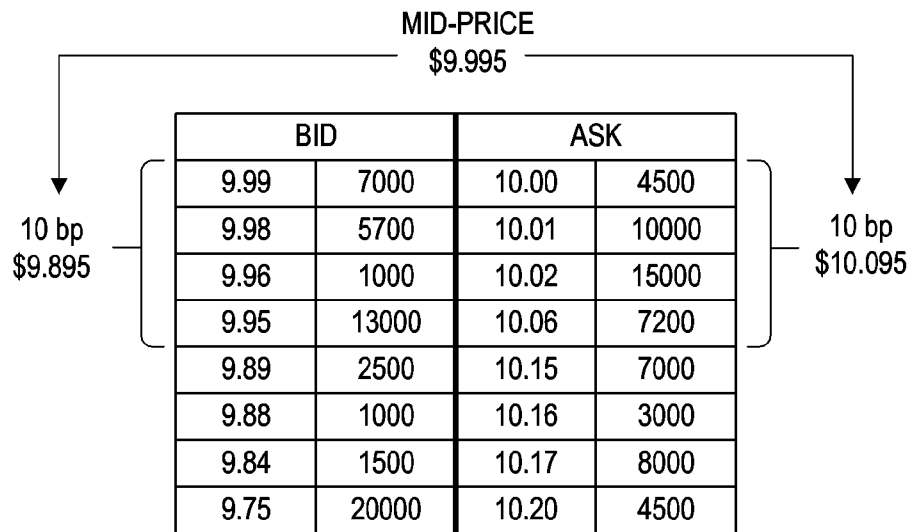 MID-PRICE
$9.995
BID ASK
9.99 7000 10.00 4500
9.98 5700 10.01 10000
9.96 1000 10.02 15000
9.95 13000 10.06 7200
9.89 2500 10.15 7000
9.88 1000 10.16 3000
9.84 1500 10.17 8000
9.75 20000 10.20 4500
10 bp
$9.895
10 bp
$10.095